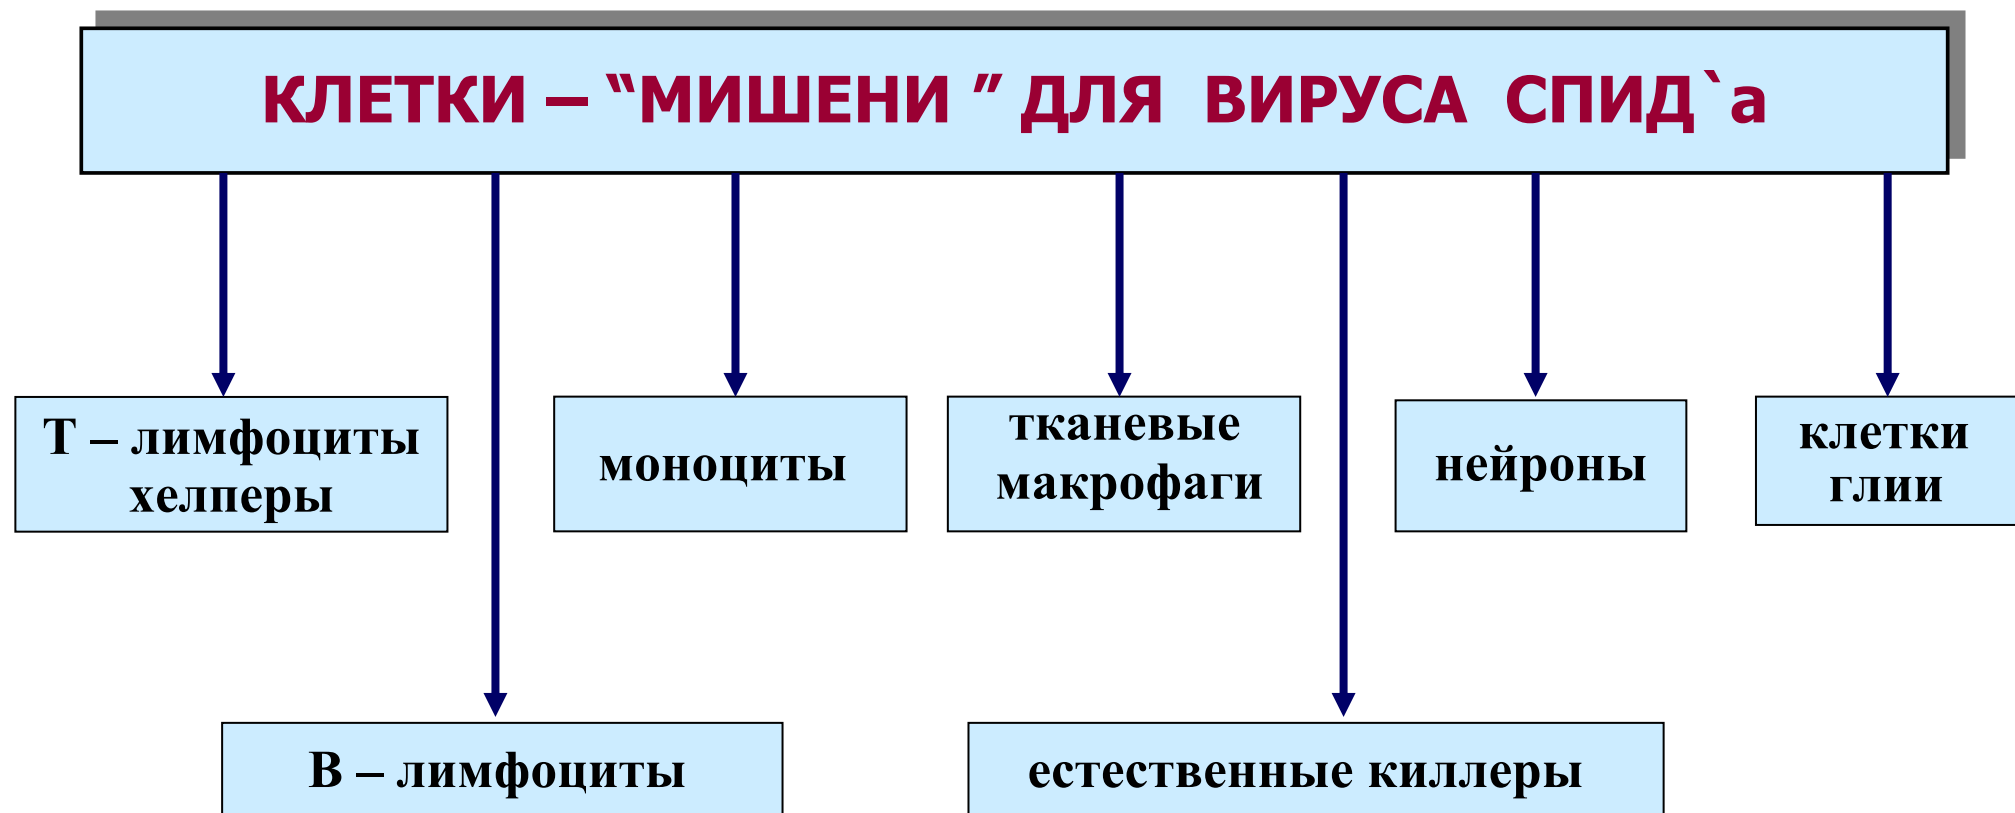 КЛЕТКИ – “МИШЕНИ ” ДЛЯ ВИРУСА СПИД`а
Т – лимфоциты
хелперы
моноциты
тканевые
макрофаги
нейроны
клетки
глии
В – лимфоциты
естественные киллеры